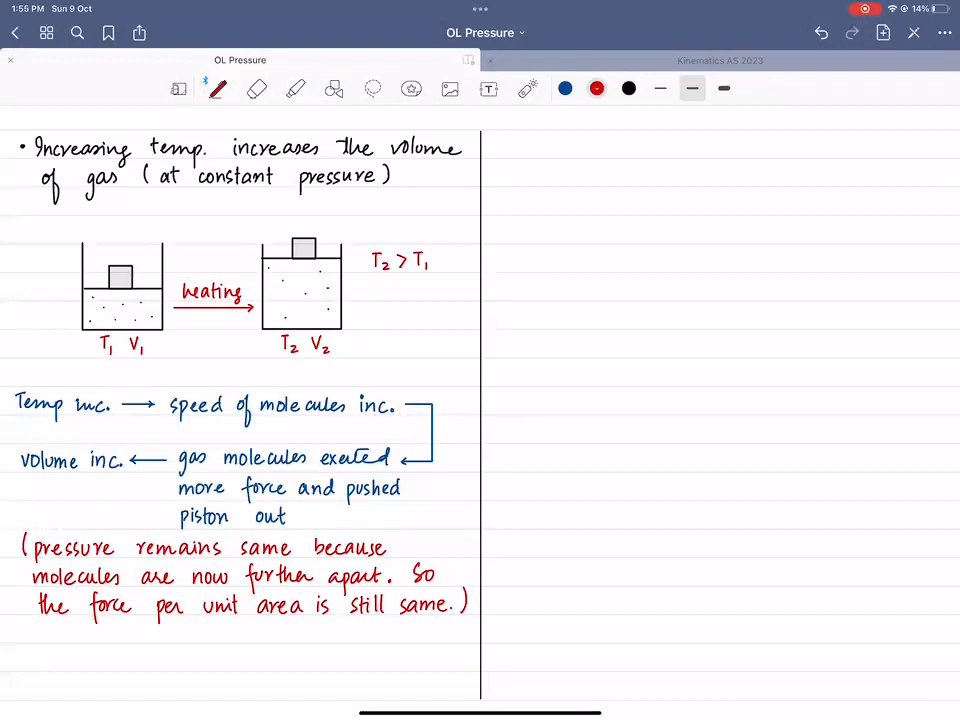 1:55 PM Sun 9 Oct
14%
OL Pressure
OL Pressure
Kinematics AS 2023
T
• Increasing temp. increases the volume
of gas (at constant pressure)
T₂ > T₁
heating
T₁ V₁
T₂ V₂
Temp inc. → speed of molecules inc.
volume inc. ← gas molecules exerted
more force and pushed
piston out
(pressure remains same because
molecules are now further apart. So
the force per unit area is still same.)